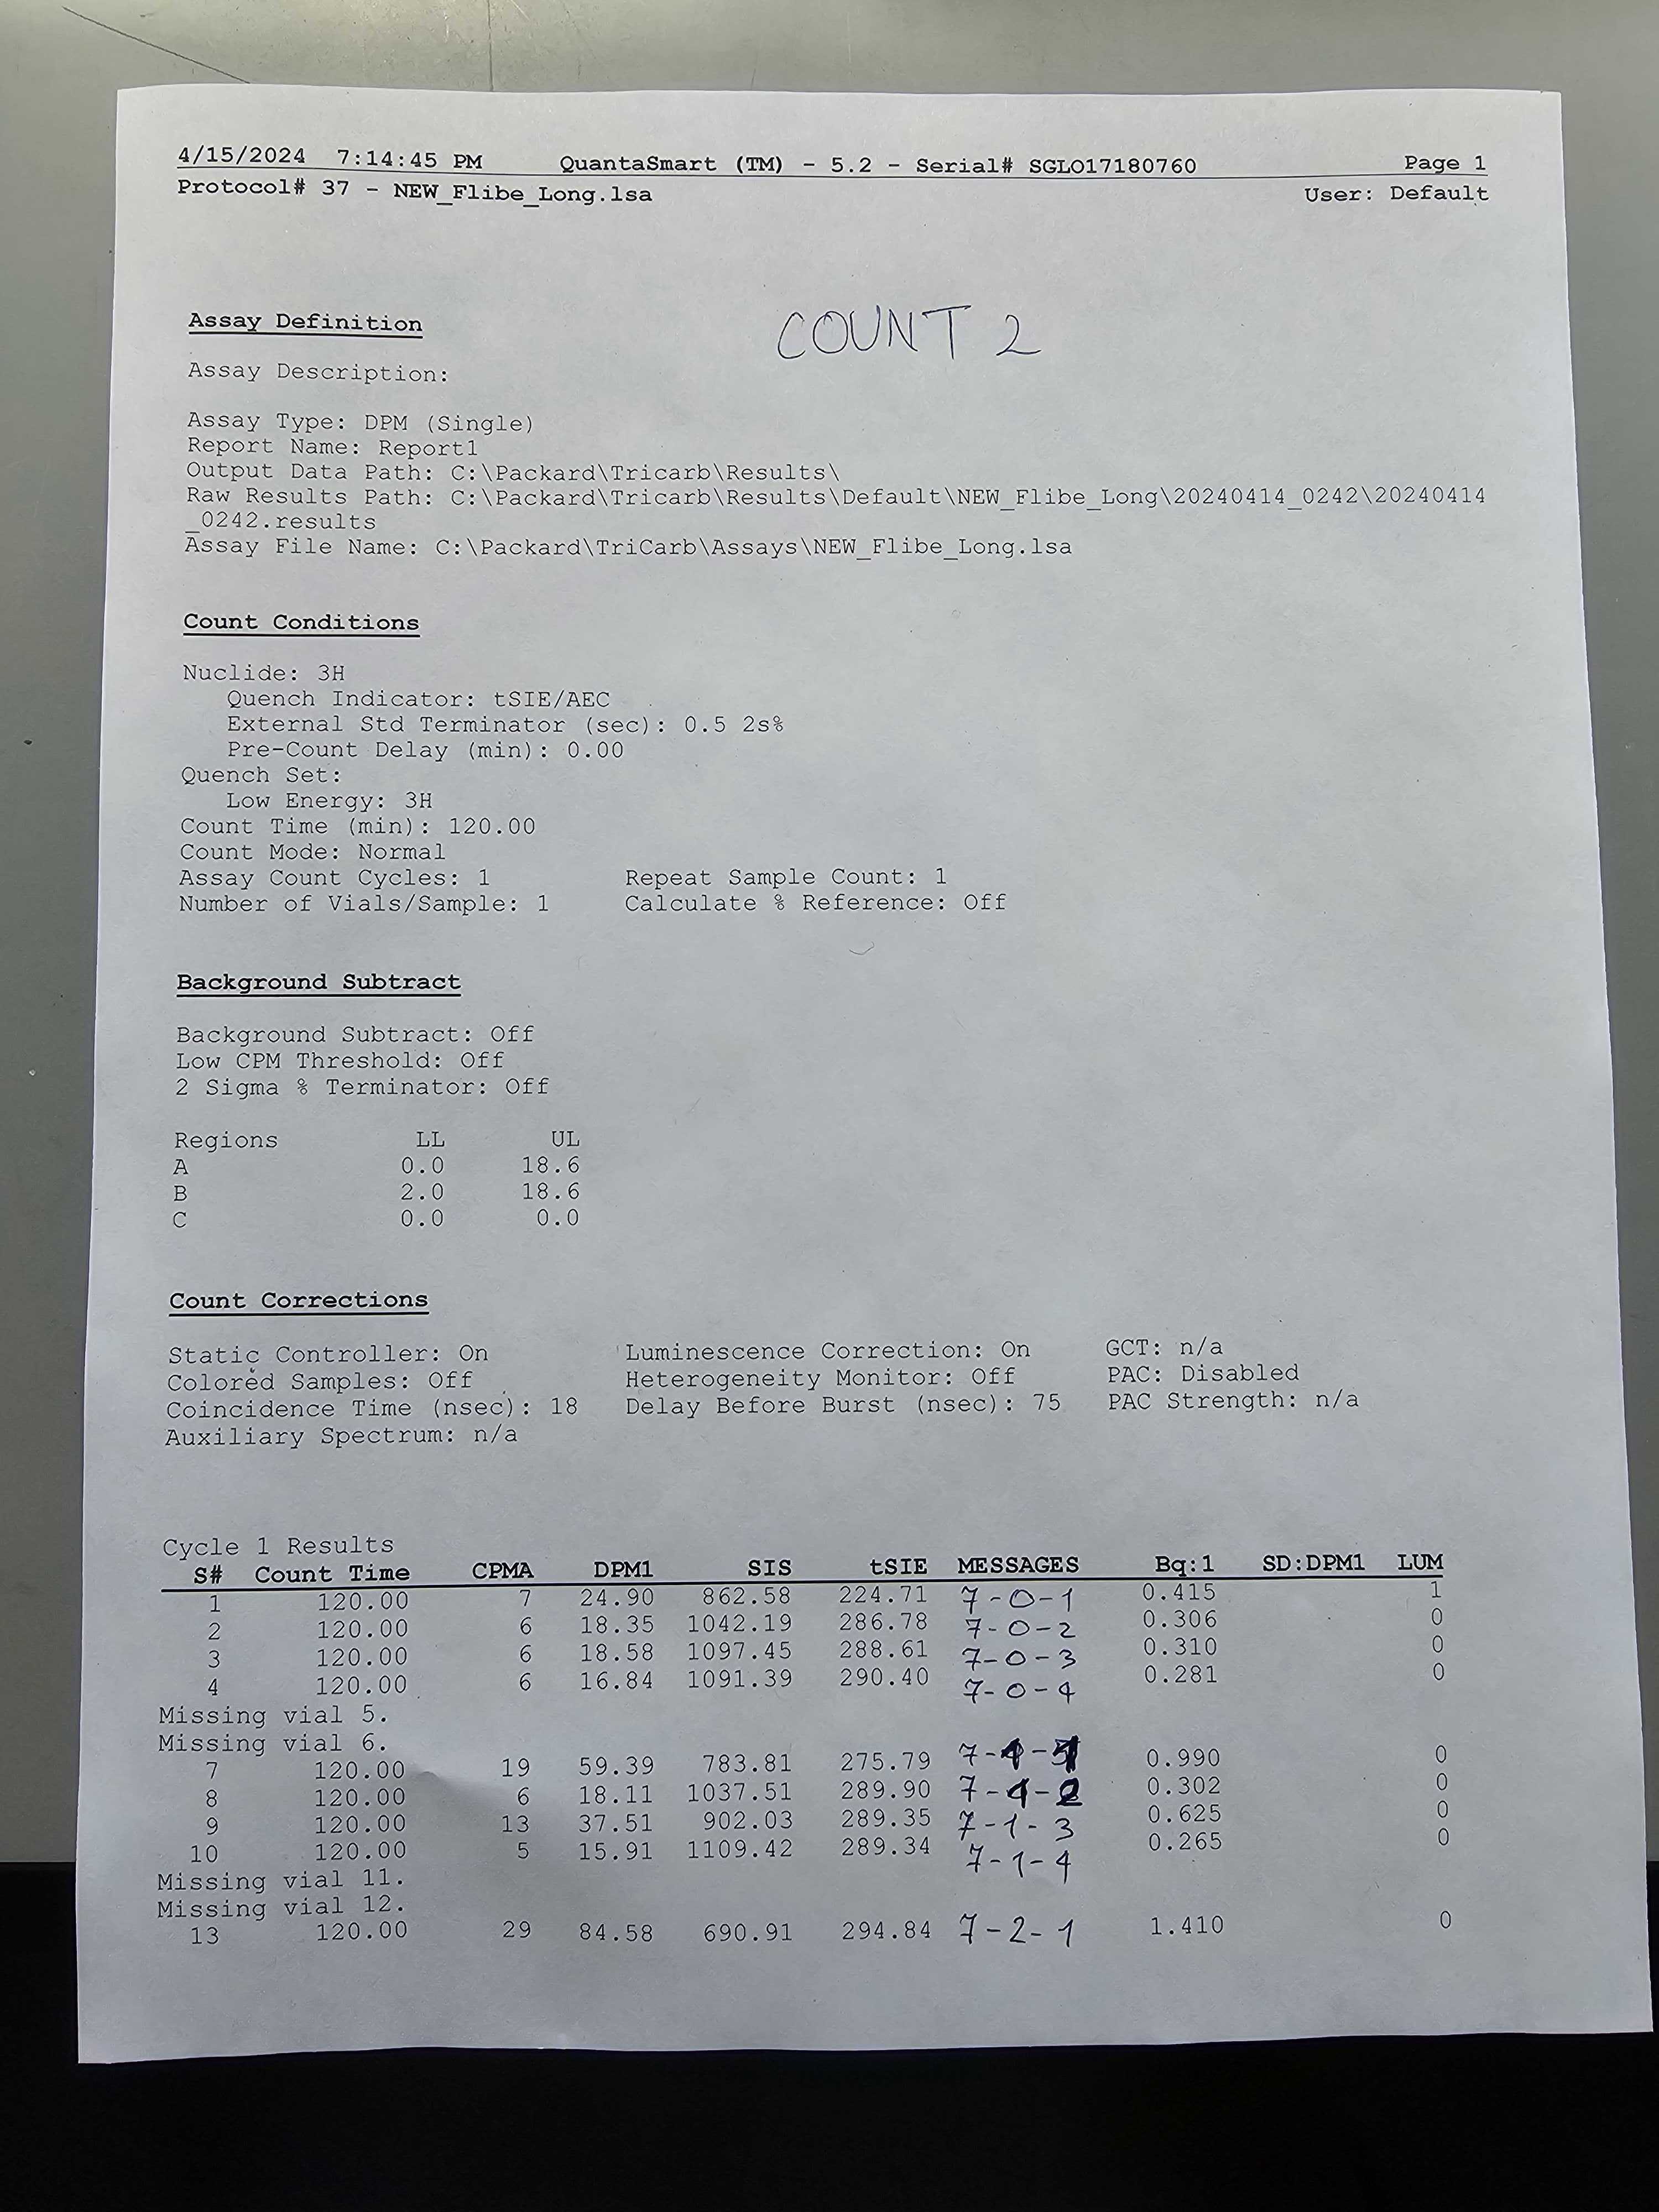 4/15/2024 7:14:45 PM QuantaSmart (TM) - 5.2 - Serial# SGLO17180760 Page 1
Protocol# 37 - NEW_Flibe_Long.lsa User: Default
COUNT 2
Assay Definition
Assay Description:
Assay Type: DPM (Single)
Report Name: Report1
Output Data Path: C:\Packard\Tricarb\Results\
Raw Results Path: C:\Packard\Tricarb\Results\Default\NEW_Flibe_Long\20240414_0242\20240414
_0242.results
Assay File Name: C:\Packard\TriCarb\Assays\NEW_Flibe_Long.lsa
Count Conditions
Nuclide: 3H
Quench Indicator: tSIE/AEC
External Std Terminator (sec): 0.5 2s%
Pre-Count Delay (min): 0.00
Quench Set:
Low Energy: 3H
Count Time (min): 120.00
Count Mode: Normal
Assay Count Cycles: 1 Repeat Sample Count: 1
Number of Vials/Sample: 1 Calculate % Reference: Off
Background Subtract
Background Subtract: Off
Low CPM Threshold: Off
2 Sigma % Terminator: Off
Regions LL UL
A 0.0 18.6
B 2.0 18.6
C 0.0 0.0
Count Corrections
Static Controller: On Luminescence Correction: On GCT: n/a
Colored Samples: Off Heterogeneity Monitor: Off PAC: Disabled
Coincidence Time (nsec): 18 Delay Before Burst (nsec): 75 PAC Strength: n/a
Auxiliary Spectrum: n/a
Cycle 1 Results
S# Count Time CPMA DPM1 SIS tSIE MESSAGES Bq:1 SD:DPM1 LUM
1 120.00 7 24.90 862.58 224.71 7-0-1 0.415 1
2 120.00 6 18.35 1042.19 286.78 7-0-2 0.306 0
3 120.00 6 18.58 1097.45 288.61 7-0-3 0.310 0
4 120.00 6 16.84 1091.39 290.40 7-0-4 0.281 0
Missing vial 5.
Missing vial 6.
7 120.00 19 59.39 783.81 275.79 7-1-1 0.990 0
8 120.00 6 18.11 1037.51 289.90 7-1-2 0.302 0
9 120.00 13 37.51 902.03 289.35 7-1-3 0.625 0
10 120.00 5 15.91 1109.42 289.34 7-1-4 0.265 0
Missing vial 11.
Missing vial 12.
13 120.00 29 84.58 690.91 294.84 7-2-1 1.410 0